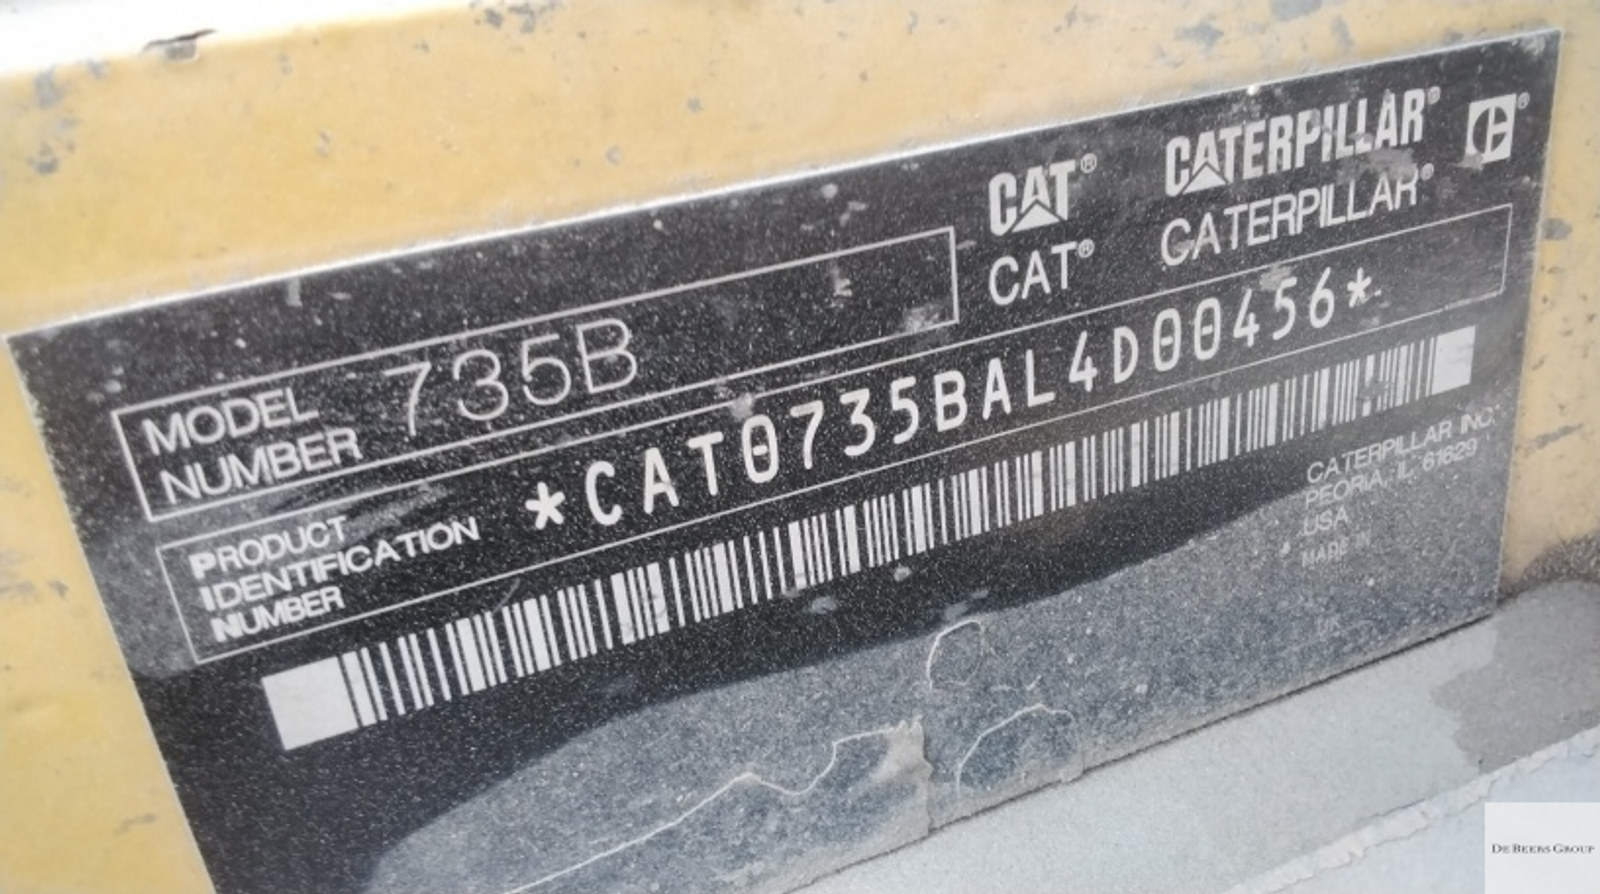 CAT® CATERPILLAR®
CAT® CATERPILLAR®
MODEL NUMBER 735B
PRODUCT IDENTIFICATION NUMBER *CAT0735BAL4D00456*
CATERPILLAR INC.
PEORIA, IL 61629
USA
MADE IN
UK
DE BEERS GROUP